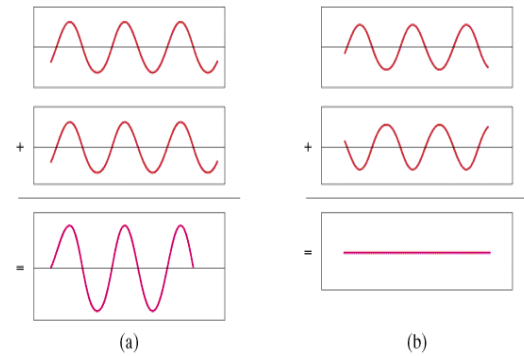 + +
= =
(a) (b)